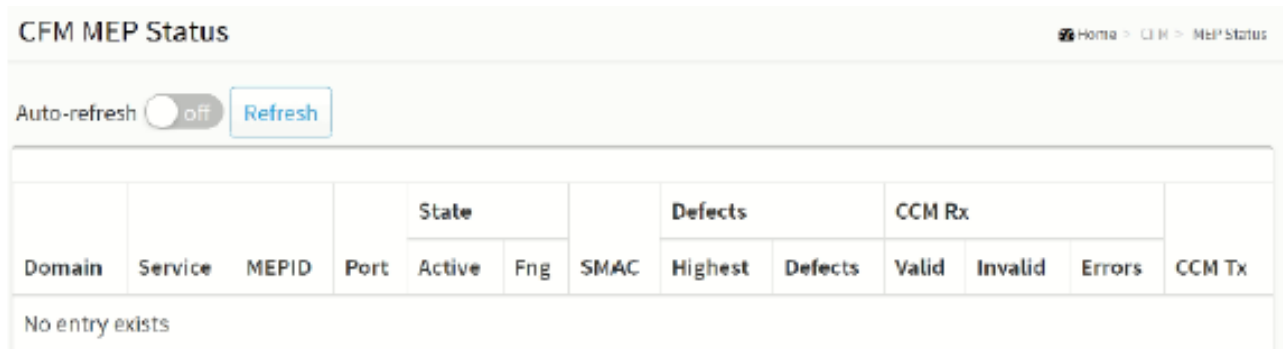 CFM MEP Status
Home > CFM > MEP Status
Auto-refresh off Refresh
State Defects CCM Rx
Domain Service MEPID Port Active Fng SMAC Highest Defects Valid Invalid Errors CCM Tx
No entry exists